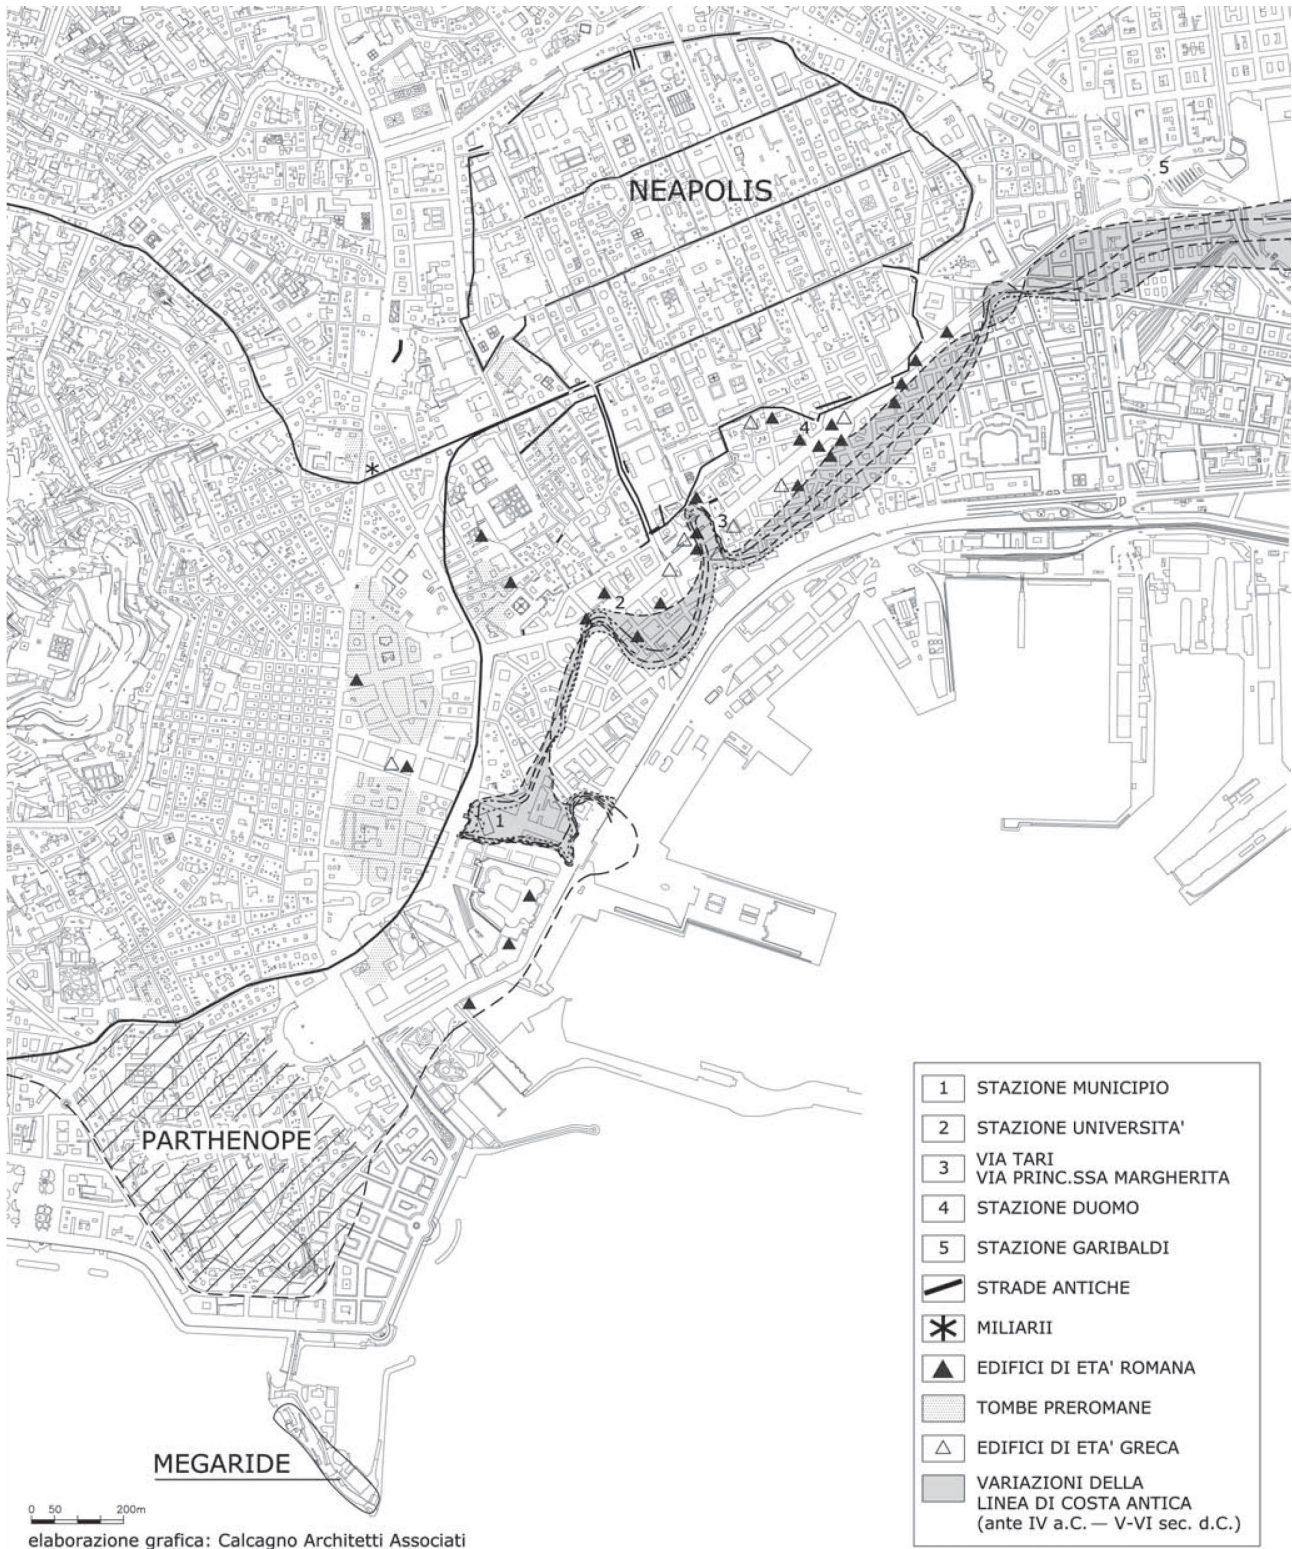 NEAPOLIS
5
4
3
2
1
PARTHENOPE
MEGARIDE
0 50 200m
elaborazione grafica: Calcagno Architetti Associati
1 STAZIONE MUNICIPIO
2 STAZIONE UNIVERSITA'
3 VIA TARI
VIA PRINC.SSA MARGHERITA
4 STAZIONE DUOMO
5 STAZIONE GARIBALDI
STRADE ANTICHE
MILIARII
EDIFICI DI ETA' ROMANA
TOMBE PREROMANE
EDIFICI DI ETA' GRECA
VARIAZIONI DELLA
LINEA DI COSTA ANTICA
(ante IV a.C. — V-VI sec. d.C.)